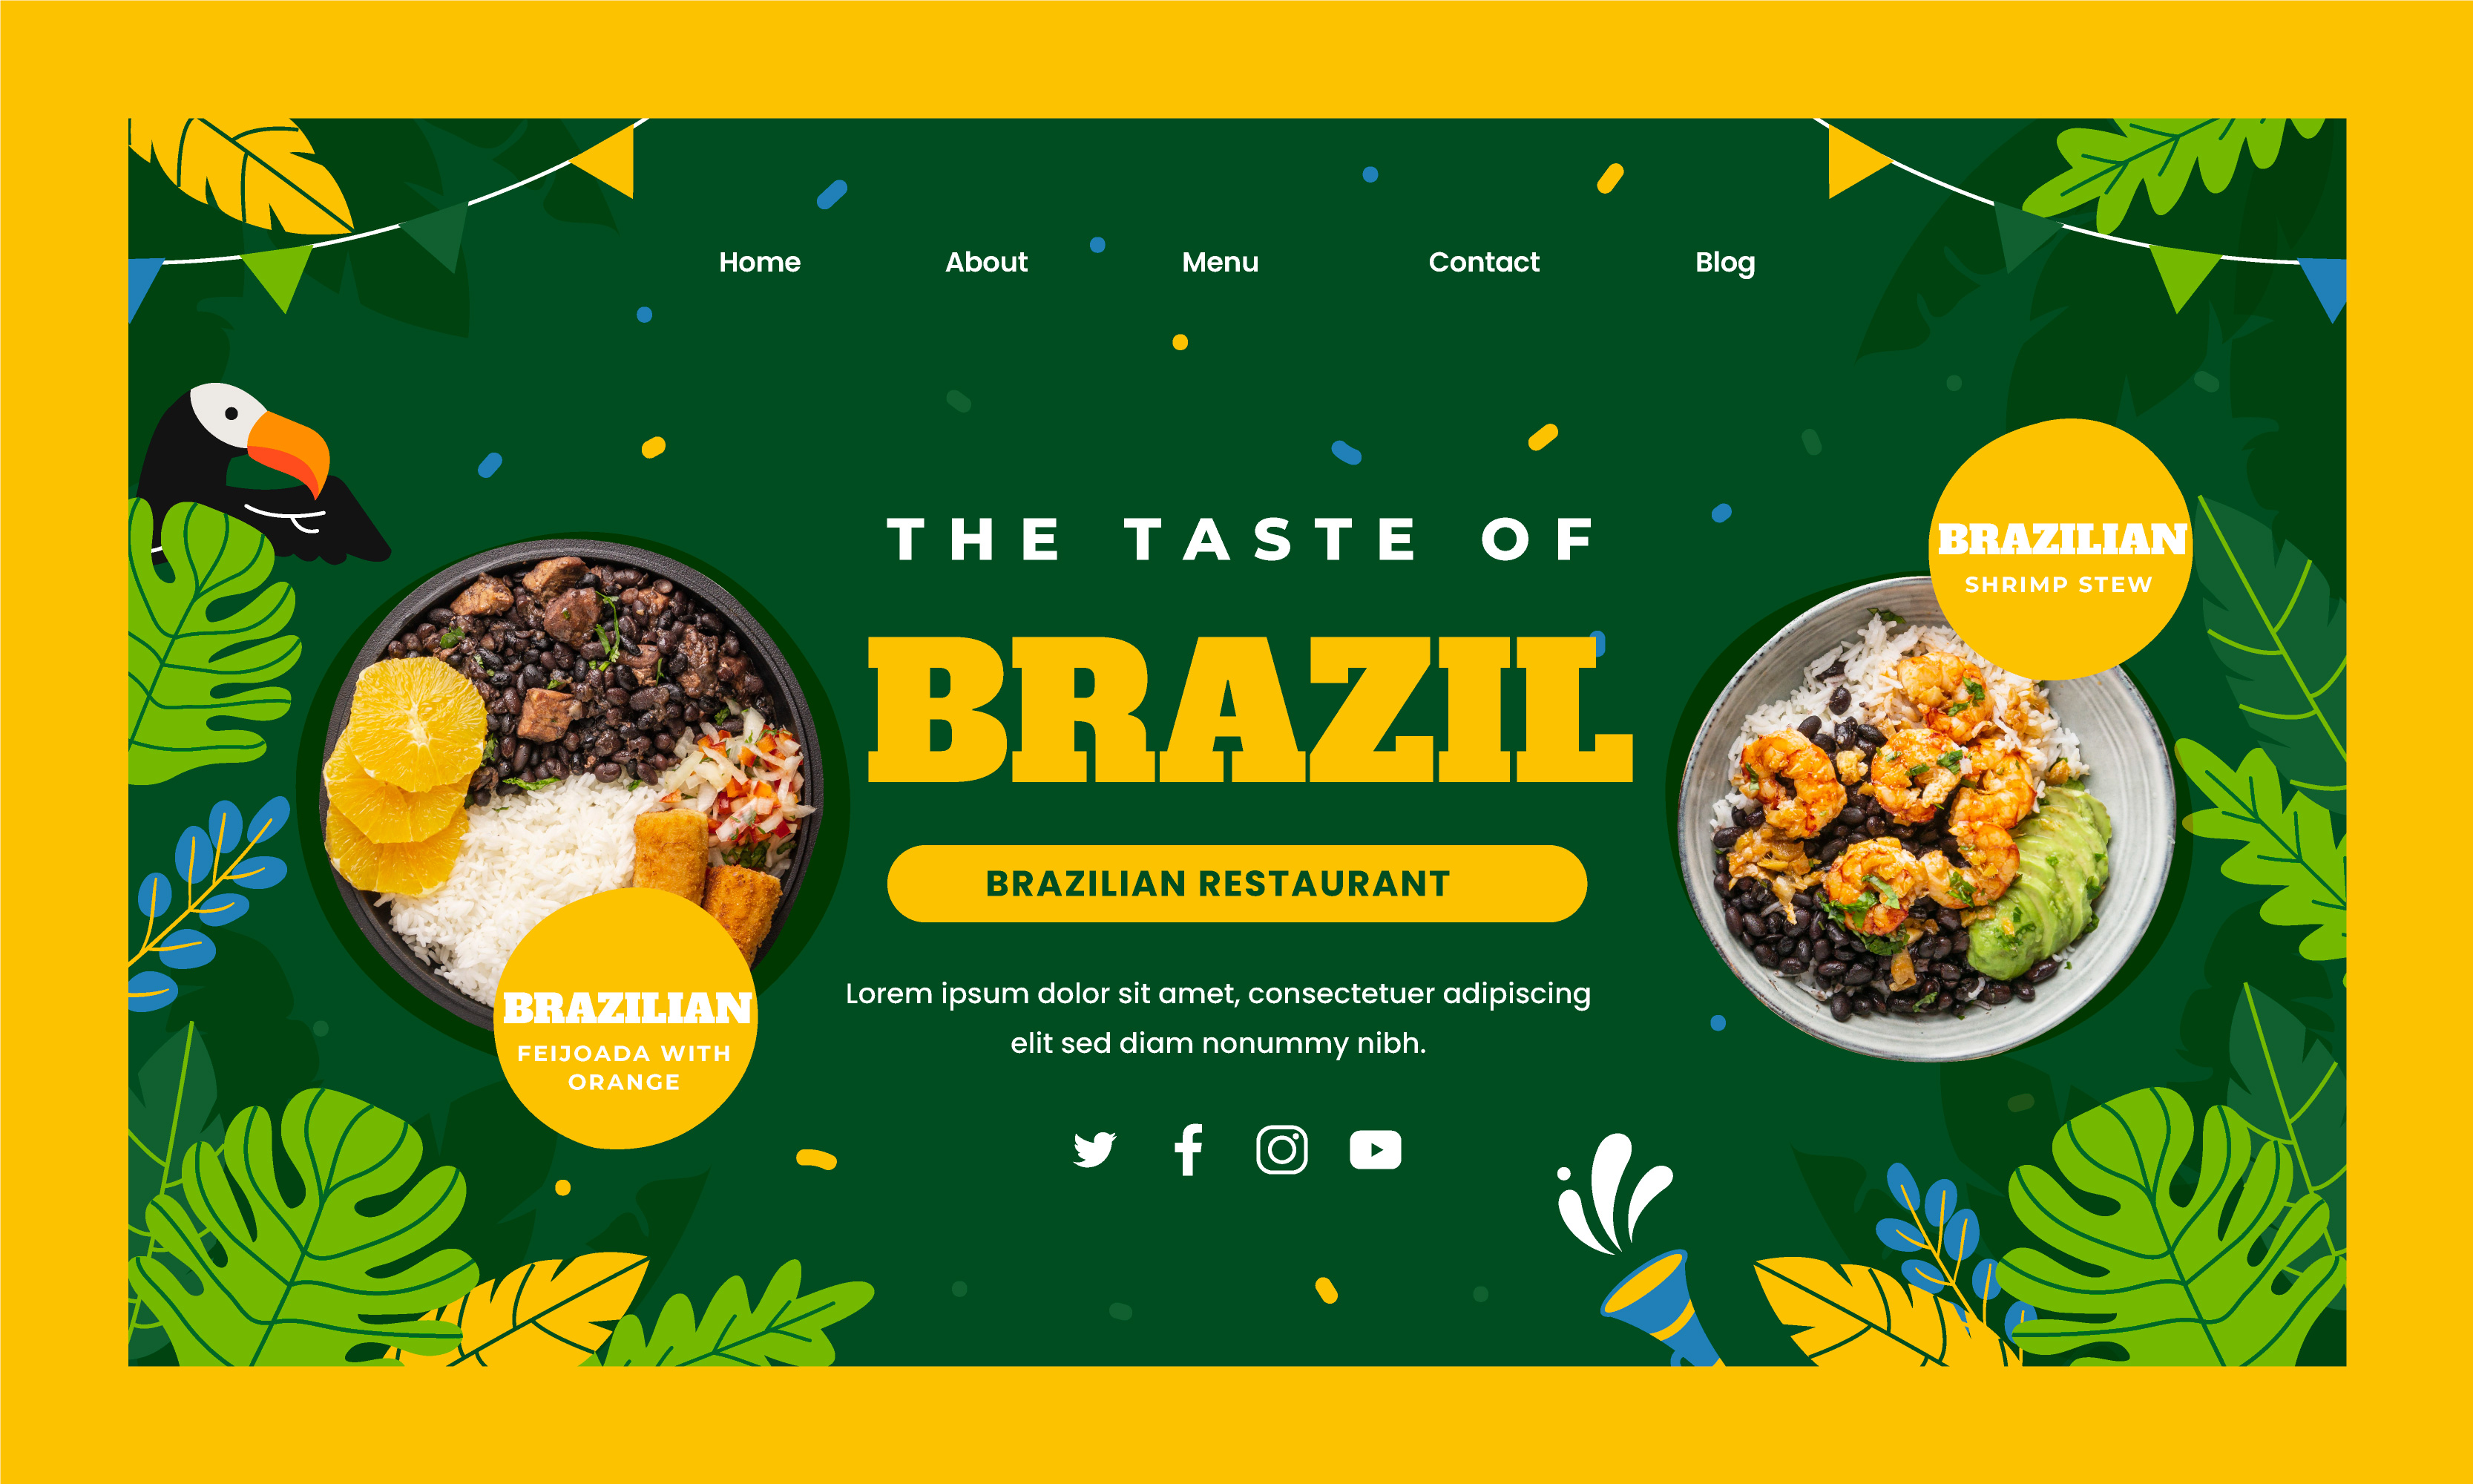 Home About Menu Contact Blog
THE TASTE OF
BRAZIL
BRAZILIAN RESTAURANT
Lorem ipsum dolor sit amet, consectetuer adipiscing
elit sed diam nonummy nibh.
BRAZILIAN
FEIJOADA WITH
ORANGE
BRAZILIAN
SHRIMP STEW